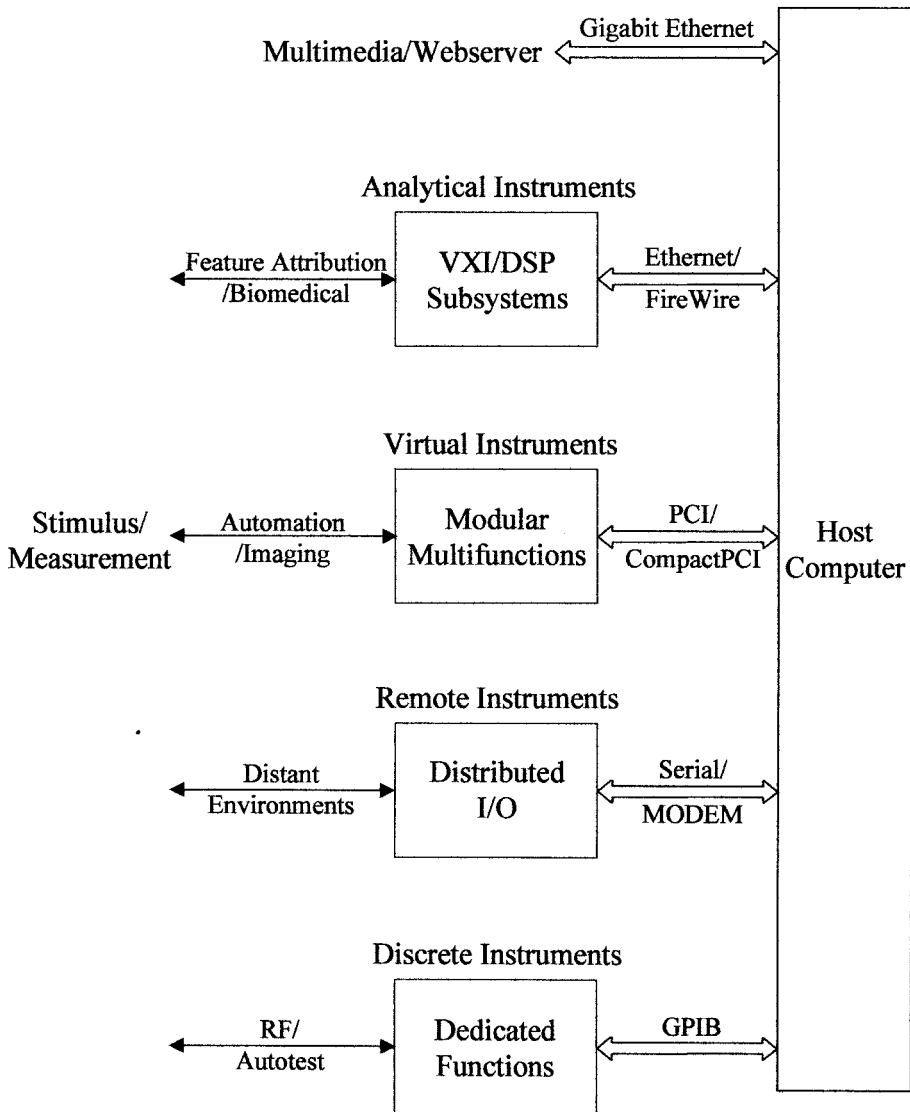 Gigabit Ethernet
Multimedia/Webserver
Analytical Instruments
Feature Attribution
/Biomedical
VXI/DSP
Subsystems
Ethernet/
FireWire
Virtual Instruments
Stimulus/
Measurement
Automation
/Imaging
Modular
Multifunctions
PCI/
CompactPCI
Host
Computer
Remote Instruments
Distant
Environments
Distributed
I/O
Serial/
MODEM
Discrete Instruments
RF/
Autotest
Dedicated
Functions
GPIB